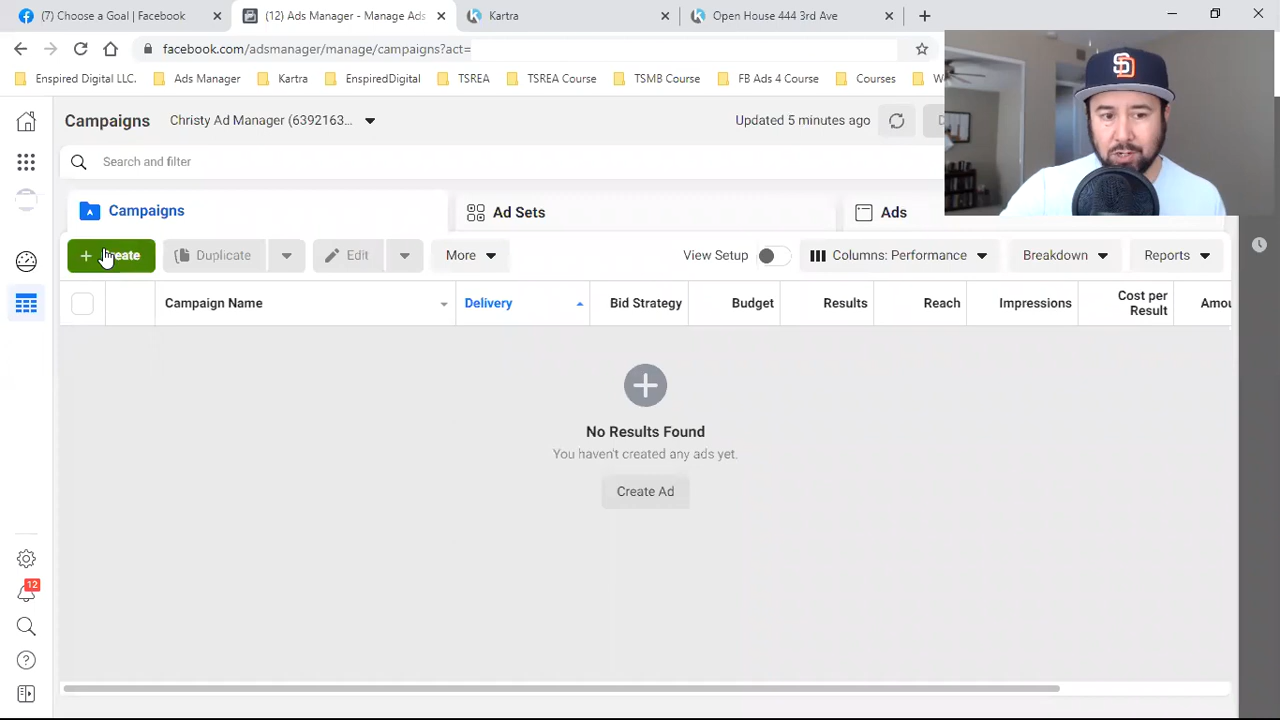 (7) Choose a Goal | Facebook
(12) Ads Manager - Manage Ads
Kartra
Open House 444 3rd Ave
facebook.com/adsmanager/manage/campaigns?act=
Enspired Digital LLC.
Ads Manager
Kartra
EnspiredDigital
TSREA
TSREA Course
TSMB Course
FB Ads 4 Course
Courses
Campaigns
Christy Ad Manager (6392163...
Updated 5 minutes ago
Search and filter
Campaigns
Ad Sets
Ads
Duplicate
Edit
More
View Setup
Columns: Performance
Breakdown
Reports
Campaign Name
Delivery
Bid Strategy
Budget
Results
Reach
Impressions
Cost per
Result
Amou
No Results Found
You haven't created any ads yet.
Create Ad
12
SD